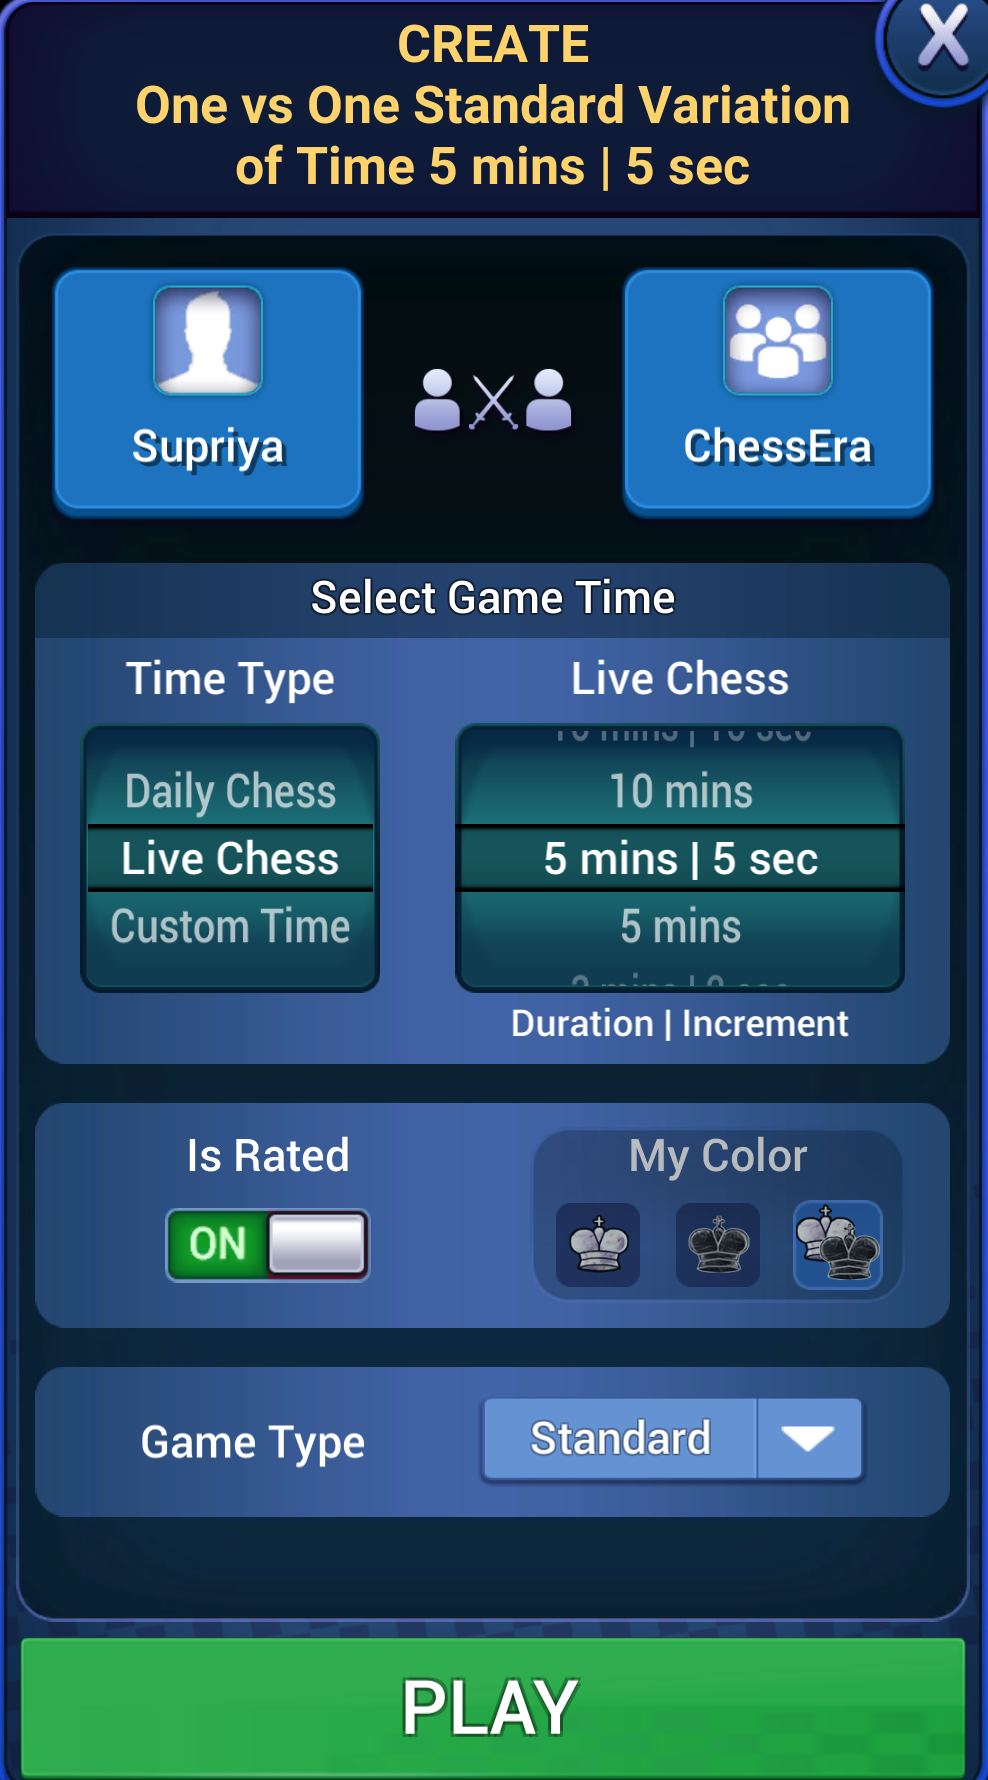 CREATE
One vs One Standard Variation
of Time 5 mins | 5 sec
X
Supriya
ChessEra
Select Game Time
Time Type
Live Chess
Daily Chess
10 mins
Live Chess
5 mins | 5 sec
Custom Time
5 mins
Duration | Increment
Is Rated
My Color
ON
Game Type
Standard
PLAY